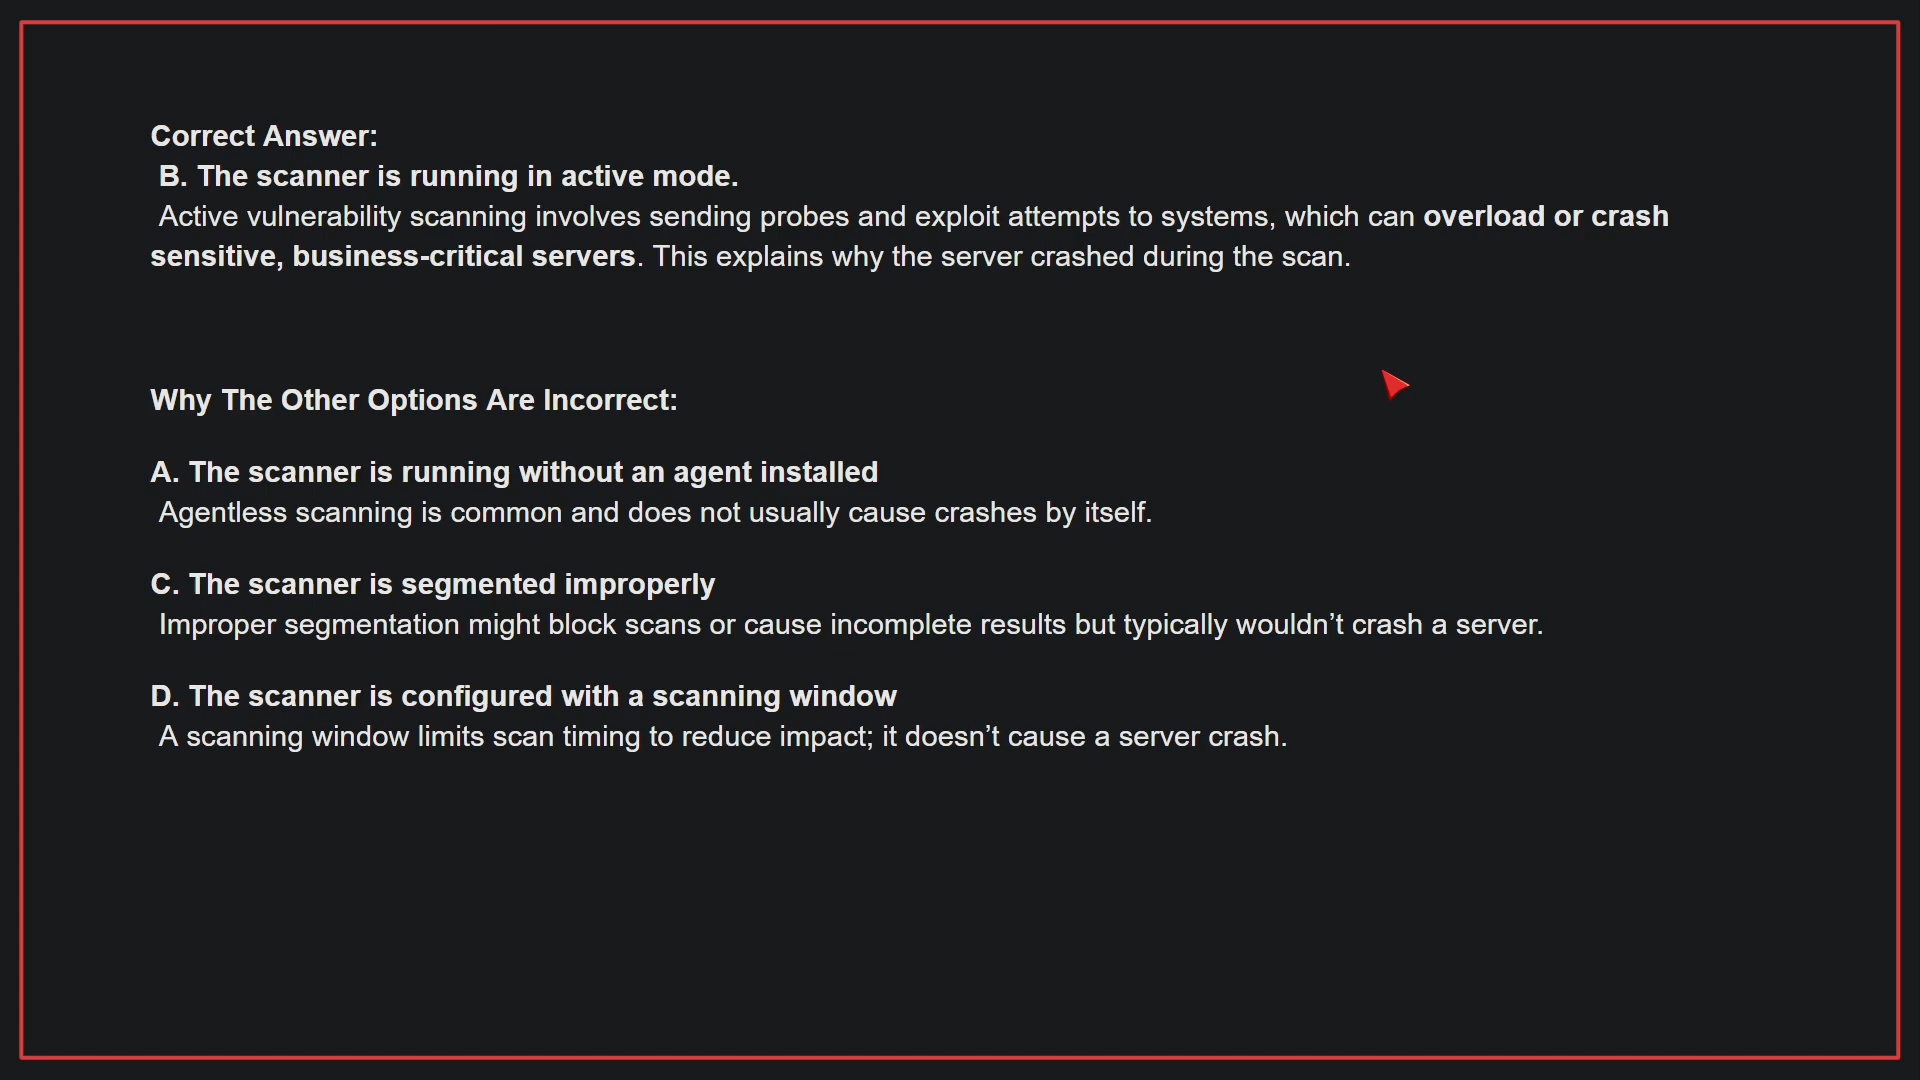 Correct Answer:
B. The scanner is running in active mode.
Active vulnerability scanning involves sending probes and exploit attempts to systems, which can overload or crash
sensitive, business-critical servers. This explains why the server crashed during the scan.
Why The Other Options Are Incorrect:
A. The scanner is running without an agent installed
Agentless scanning is common and does not usually cause crashes by itself.
C. The scanner is segmented improperly
Improper segmentation might block scans or cause incomplete results but typically wouldn’t crash a server.
D. The scanner is configured with a scanning window
A scanning window limits scan timing to reduce impact; it doesn’t cause a server crash.